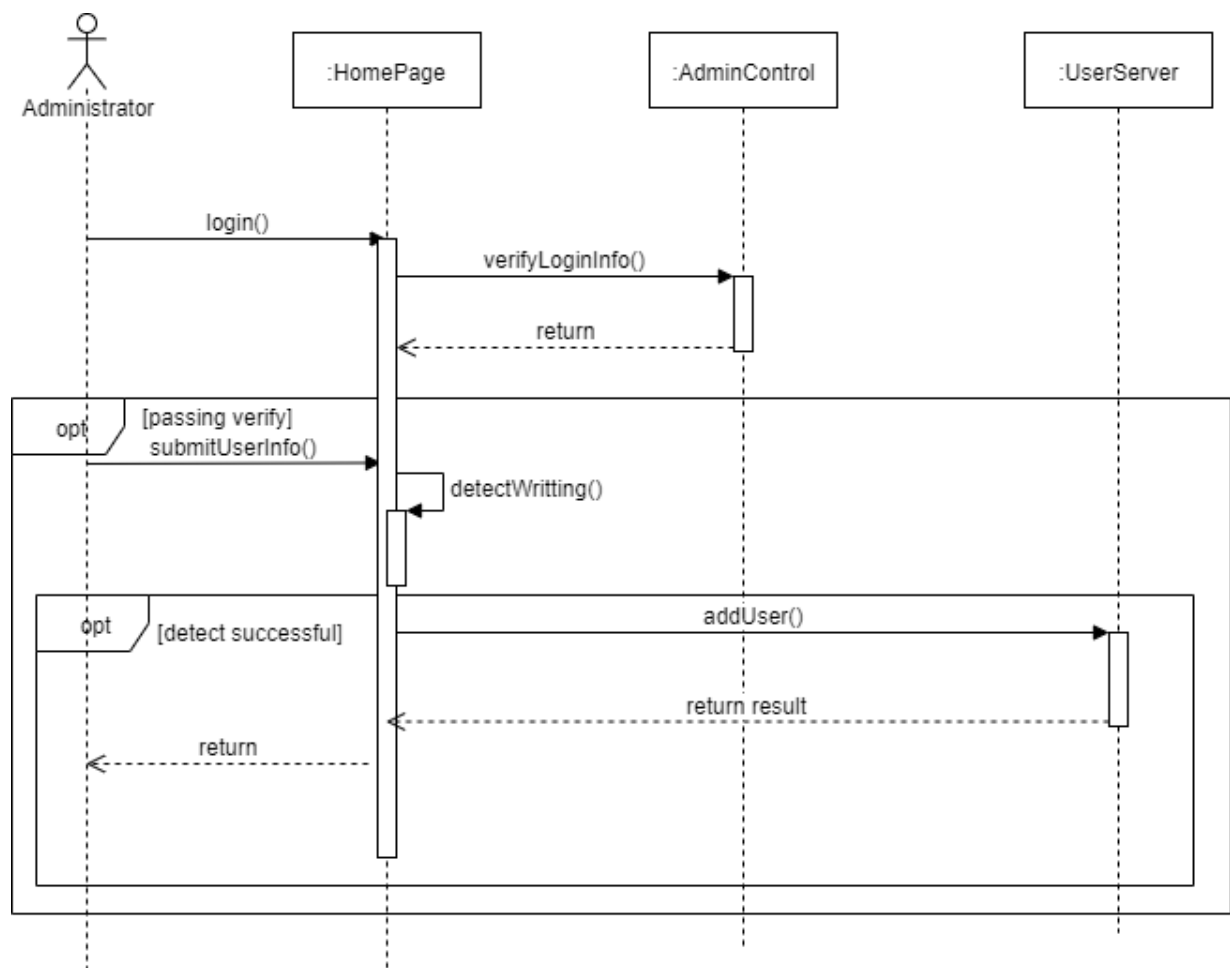 Administrator
:HomePage
:AdminControl
:UserServer
login()
verifyLoginInfo()
return
opt
[passing verify]
submitUserInfo()
detectWritting()
opt
[detect successful]
addUser()
return result
return